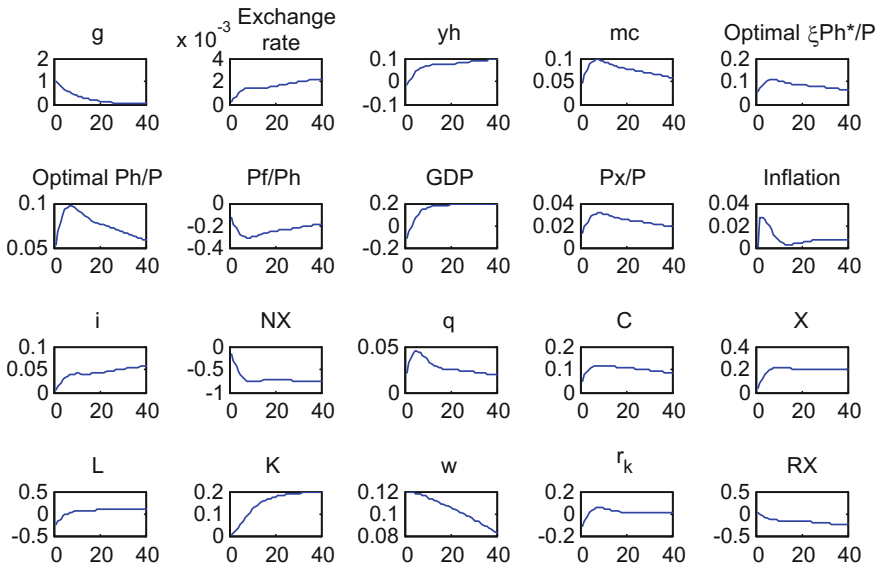 g
x 10⁻³ Exchange rate
yh
mc
Optimal ξPh*/P
2
1
0
0 20 40
4
2
0
0 20 40
0.1
0
-0.1
0 20 40
0.1
0.05
0
0 20 40
0.2
0.1
0
0 20 40
Optimal Ph/P
Pf/Ph
GDP
Px/P
Inflation
0.1
0.05
0 20 40
0
-0.2
-0.4
0 20 40
0.2
0
-0.2
0 20 40
0.04
0.02
0
0 20 40
0.04
0.02
0
0 20 40
i
NX
q
C
X
0.1
0.05
0
0 20 40
0
-0.5
-1
0 20 40
0.05
0
0 20 40
0.2
0.1
0
0 20 40
0.4
0.2
0
0 20 40
L
K
w
rₖ
RX
0.5
0
-0.5
0 20 40
0.2
0.1
0
0 20 40
0.12
0.1
0.08
0 20 40
0.2
0
-0.2
0 20 40
0.5
0
-0.5
0 20 40